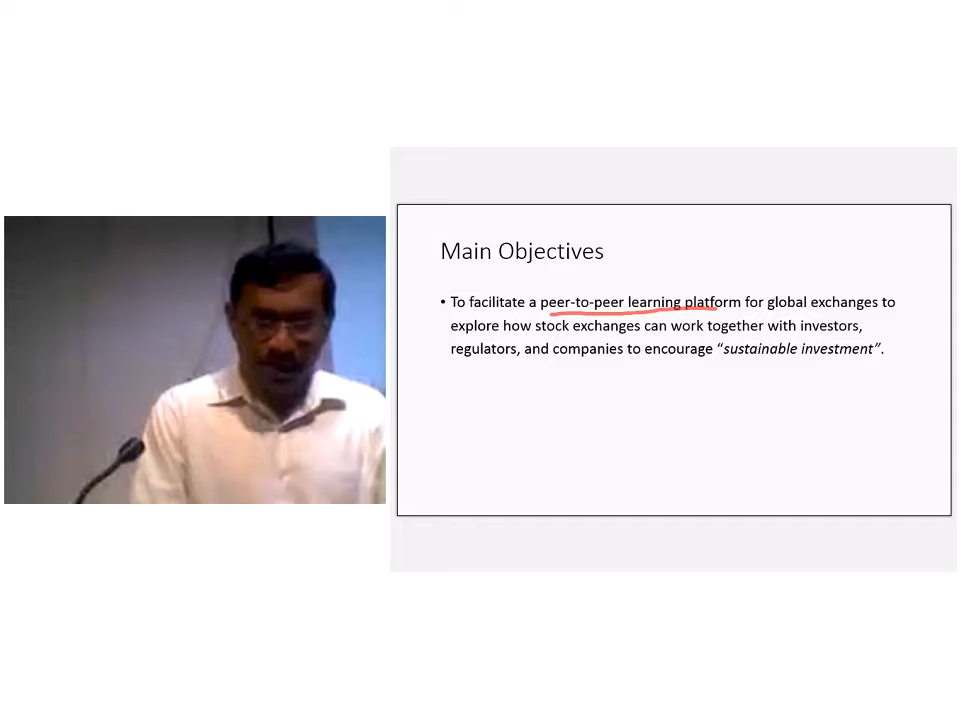 Main Objectives
• To facilitate a peer-to-peer learning platform for global exchanges to
explore how stock exchanges can work together with investors,
regulators, and companies to encourage “sustainable investment”.